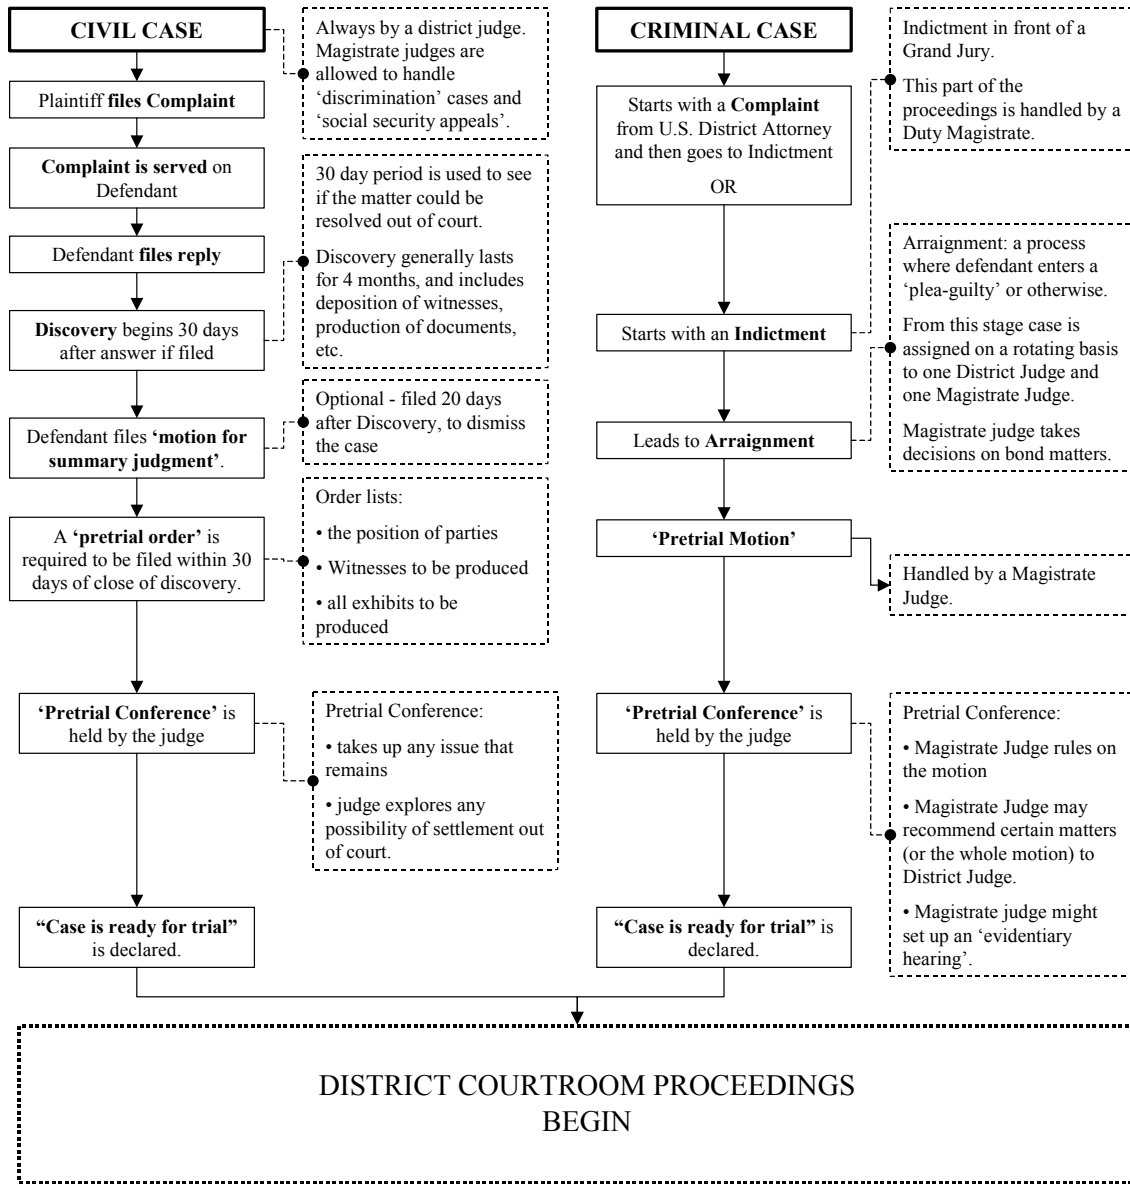 CIVIL CASE
Plaintiff files Complaint
Complaint is served on
Defendant
Defendant files reply
Discovery begins 30 days
after answer if filed
Defendant files ‘motion for
summary judgment’.
A ‘pretrial order’ is
required to be filed within 30
days of close of discovery.
‘Pretrial Conference’ is
held by the judge
“Case is ready for trial”
is declared.
Always by a district judge.
Magistrate judges are
allowed to handle
‘discrimination’ cases and
‘social security appeals’.
30 day period is used to see
if the matter could be
resolved out of court.
Discovery generally lasts
for 4 months, and includes
deposition of witnesses,
production of documents,
etc.
Optional - filed 20 days
after Discovery, to dismiss
the case
Order lists:
• the position of parties
• Witnesses to be produced
• all exhibits to be
produced
Pretrial Conference:
• takes up any issue that
remains
• judge explores any
possibility of settlement out
of court.
CRIMINAL CASE
Starts with a Complaint
from U.S. District Attorney
and then goes to Indictment
OR
Starts with an Indictment
Leads to Arraignment
‘Pretrial Motion’
‘Pretrial Conference’ is
held by the judge
“Case is ready for trial” is
declared.
Indictment in front of a
Grand Jury.
This part of the
proceedings is handled by a
Duty Magistrate.
Arraignment: a process
where defendant enters a
‘plea-guilty’ or otherwise.
From this stage case is
assigned on a rotating basis
to one District Judge and
one Magistrate Judge.
Magistrate judge takes
decisions on bond matters.
Handled by a Magistrate
Judge.
Pretrial Conference:
• Magistrate Judge rules on
the motion
• Magistrate Judge may
recommend certain matters
(or the whole motion) to
District Judge.
• Magistrate judge might
set up an ‘evidentiary
hearing’.
DISTRICT COURTROOM PROCEEDINGS
BEGIN